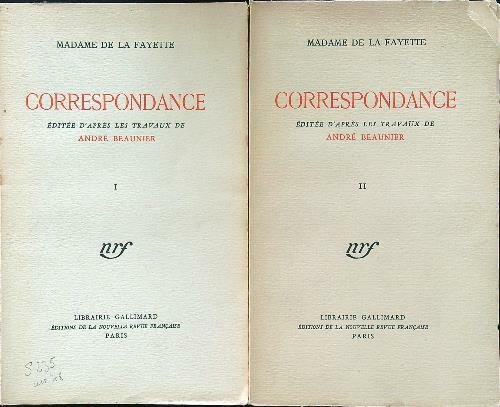 MADAME DE LA FAYETTE
CORRESPONDANCE
ÉDITÉE D'APRÈS LES TRAVAUX DE
ANDRÉ BEAUNIER
I
nrf
LIBRAIRIE GALLIMARD
ÉDITIONS DE LA NOUVELLE REVUE FRANÇAISE
PARIS
MADAME DE LA FAYETTE
CORRESPONDANCE
ÉDITÉE D'APRÈS LES TRAVAUX DE
ANDRÉ BEAUNIER
II
nrf
LIBRAIRIE GALLIMARD
ÉDITIONS DE LA NOUVELLE REVUE FRANÇAISE
PARIS